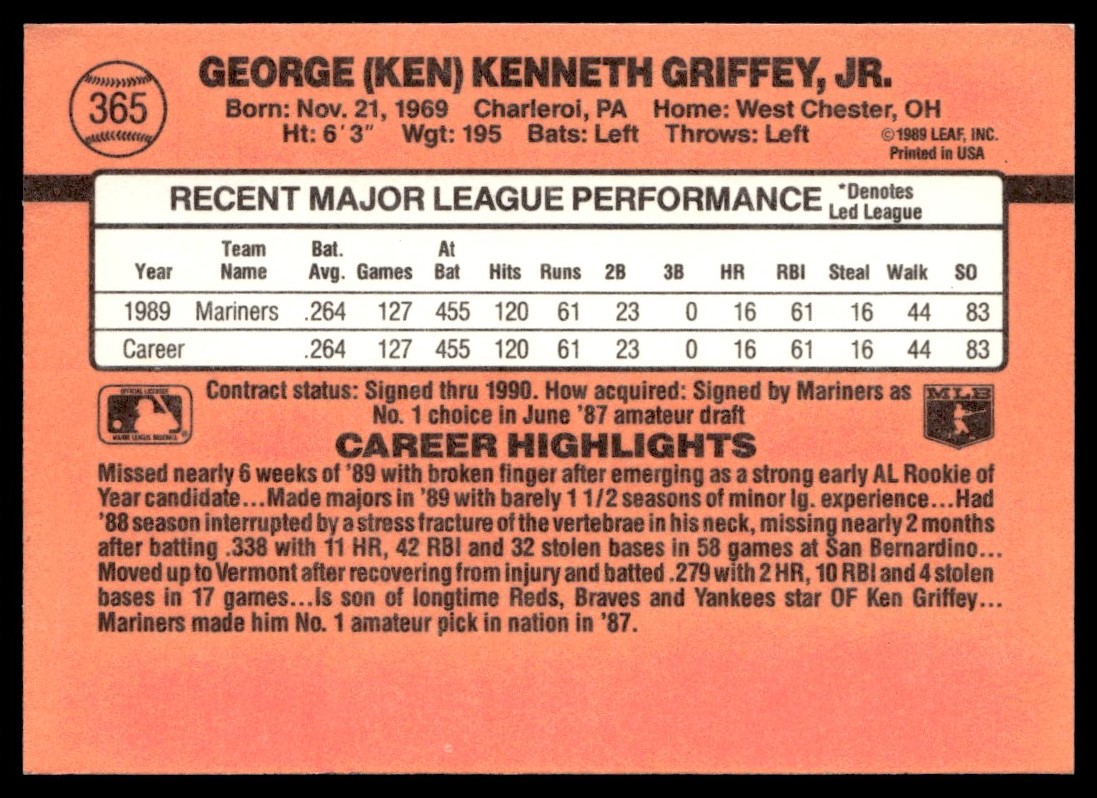 365
GEORGE (KEN) KENNETH GRIFFEY, JR.
Born: Nov. 21, 1969 Charleroi, PA Home: West Chester, OH
Ht: 6' 3" Wgt: 195 Bats: Left Throws: Left
©1989 LEAF, INC.
Printed in USA
RECENT MAJOR LEAGUE PERFORMANCE *Denotes
Led League
Year Team Name Bat. Avg. Games At Bat Hits Runs 2B 3B HR RBI Steal Walk SO
1989 Mariners .264 127 455 120 61 23 0 16 61 16 44 83
Career .264 127 455 120 61 23 0 16 61 16 44 83
OFFICIAL LICENSEE
MAJOR LEAGUE BASEBALL
Contract status: Signed thru 1990. How acquired: Signed by Mariners as
No. 1 choice in June '87 amateur draft
MLB
CAREER HIGHLIGHTS
Missed nearly 6 weeks of '89 with broken finger after emerging as a strong early AL Rookie of
Year candidate...Made majors in '89 with barely 1 1/2 seasons of minor lg. experience...Had
'88 season interrupted by a stress fracture of the vertebrae in his neck, missing nearly 2 months
after batting .338 with 11 HR, 42 RBI and 32 stolen bases in 58 games at San Bernardino...
Moved up to Vermont after recovering from injury and batted .279 with 2 HR, 10 RBI and 4 stolen
bases in 17 games...Is son of longtime Reds, Braves and Yankees star OF Ken Griffey...
Mariners made him No. 1 amateur pick in nation in '87.